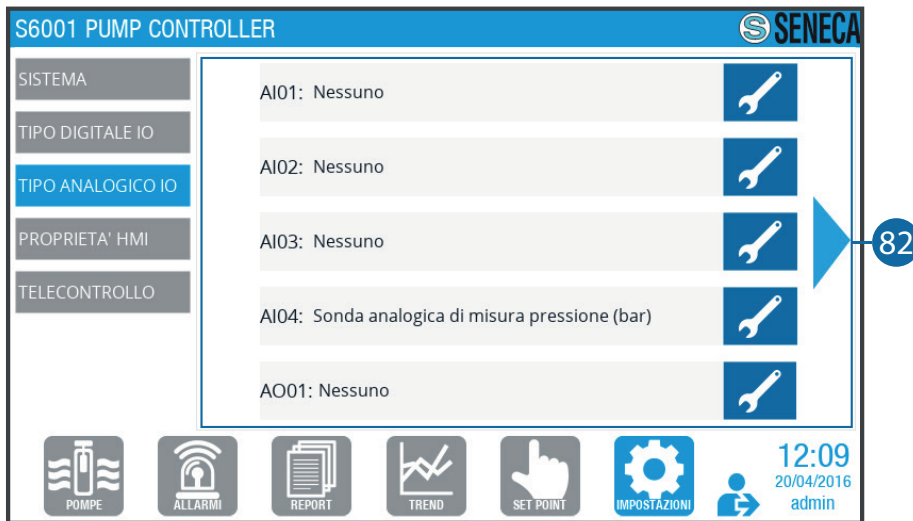 S6001 PUMP CONTROLLER
S SENECA
SISTEMA
TIPO DIGITALE IO
TIPO ANALOGICO IO
PROPRIETA' HMI
TELECONTROLLO
AI01: Nessuno
AI02: Nessuno
AI03: Nessuno
AI04: Sonda analogica di misura pressione (bar)
AO01: Nessuno
82
POMPE
ALLARMI
REPORT
TREND
SET POINT
IMPOSTAZIONI
12:09
20/04/2016
admin